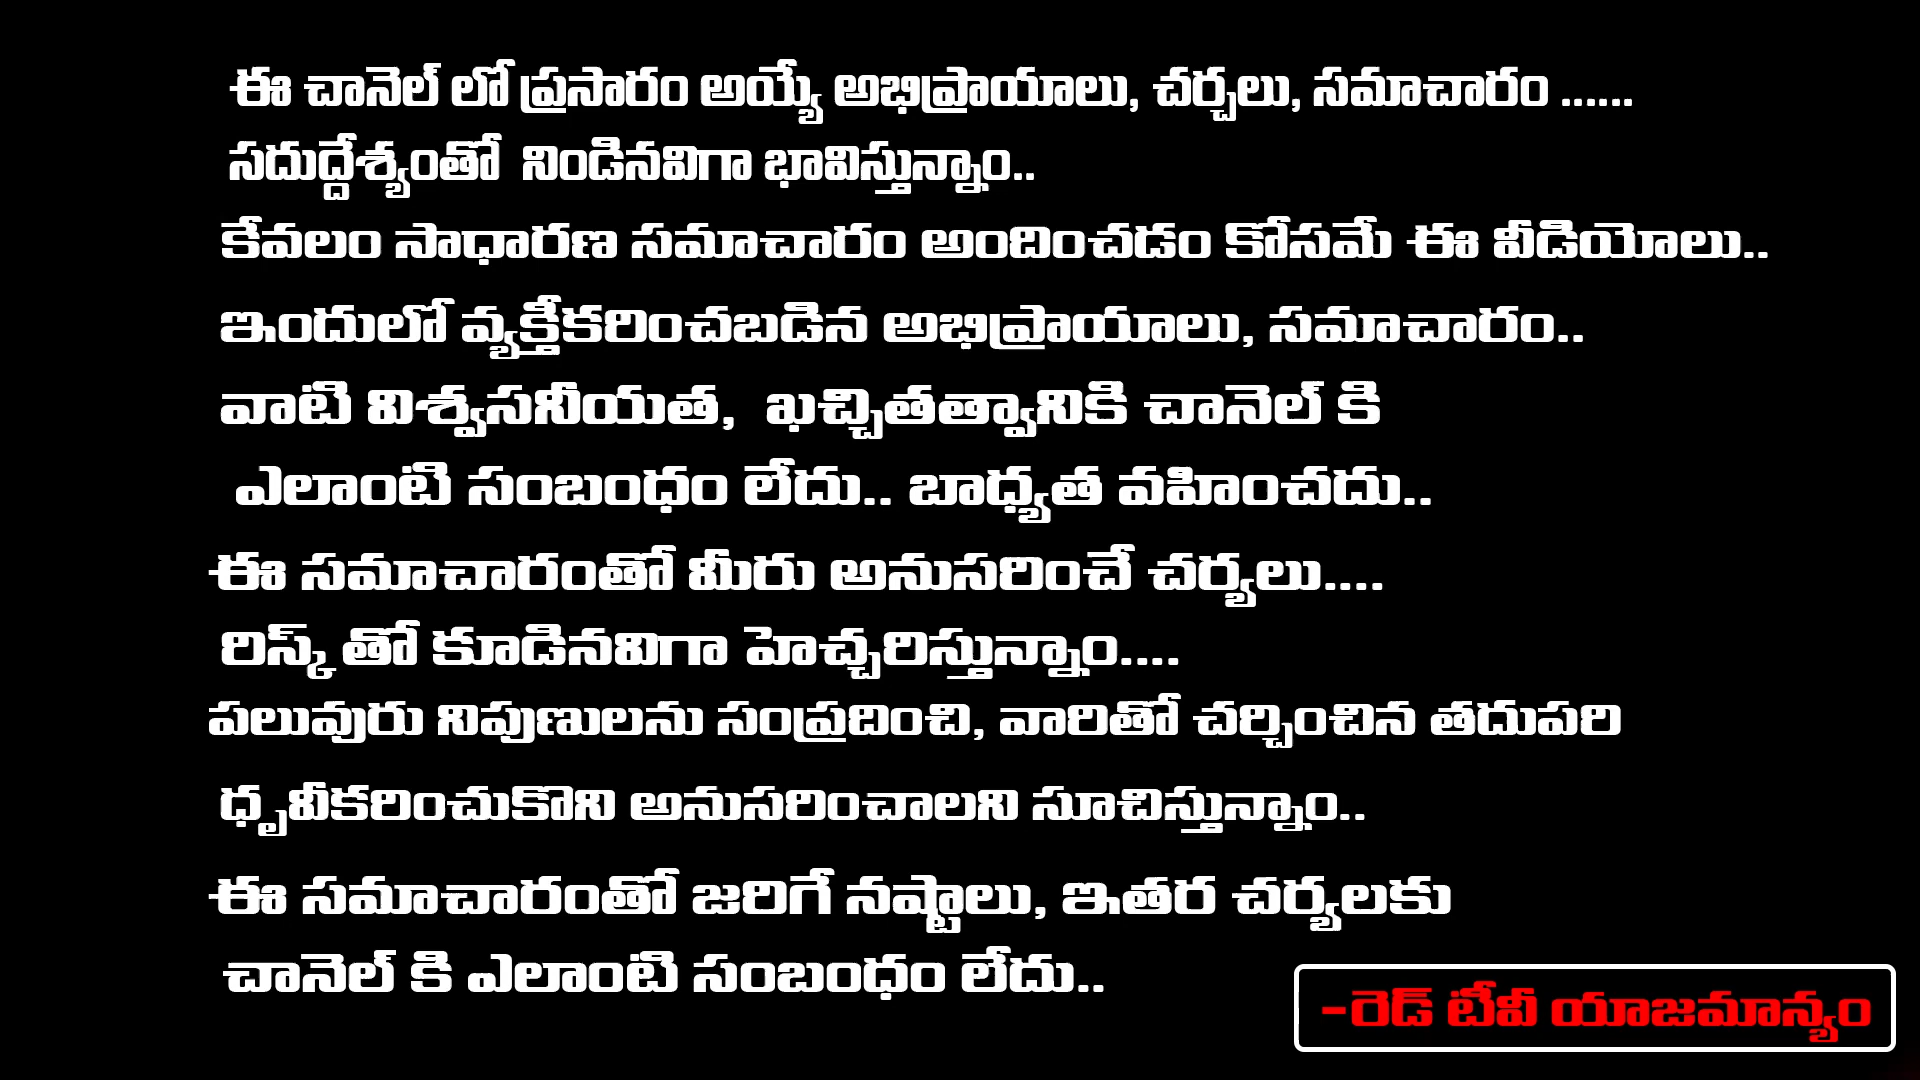 ఈ చానెల్ లో ప్రసారం అయ్యే అభిప్రాయాలు, చర్చలు, సమాచారం ......
సదుద్దేశ్యంతో నిండినవిగా భావిస్తున్నాం..
కేవలం సాధారణ సమాచారం అందించడం కోసమే ఈ వీడియోలు..
ఇందులో వ్యక్తీకరించబడిన అభిప్రాయాలు, సమాచారం..
వాటి విశ్వసనీయత, ఖచ్చితత్వానికి చానెల్ కి
ఎలాంటి సంబంధం లేదు.. బాధ్యత వహించదు..
ఈ సమాచారంతో మీరు అనుసరించే చర్యలు....
రిస్క్ తో కూడినవిగా హెచ్చరిస్తున్నాం....
పలువురు నిపుణులను సంప్రదించి, వారితో చర్చించిన తదుపరి
ధృవీకరించుకొని అనుసరించాలని సూచిస్తున్నాం..
ఈ సమాచారంతో జరిగే నష్టాలు, ఇతర చర్యలకు
చానెల్ కి ఎలాంటి సంబంధం లేదు..
-రెడ్ టీవీ యాజమాన్యం